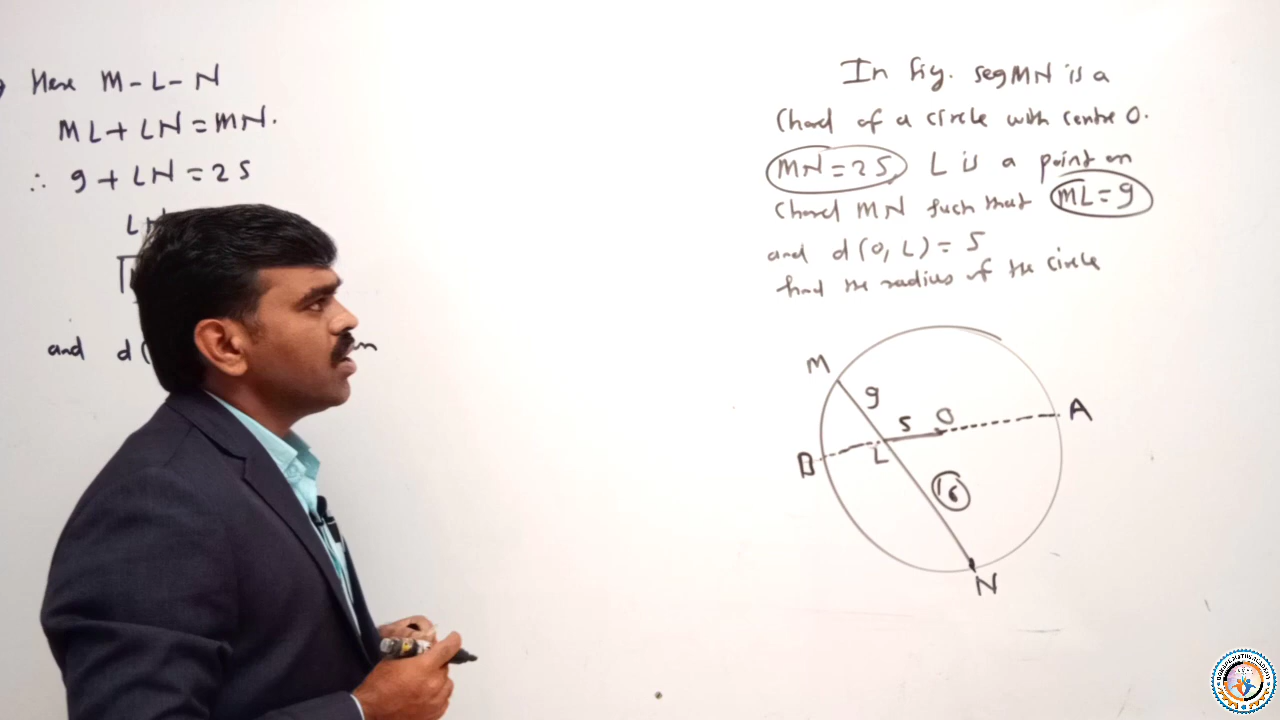 Here M-L-N
ML+LN=MN.
∴ 9+LN=25
LN
and d(
In fig. seg MN is a
Chord of a circle with centre O.
MN=25 L is a point on
Chord MN such that ML=9
and d(O, L)=5
find the radius of the circle
M
9
5
O
A
B
L
16
N